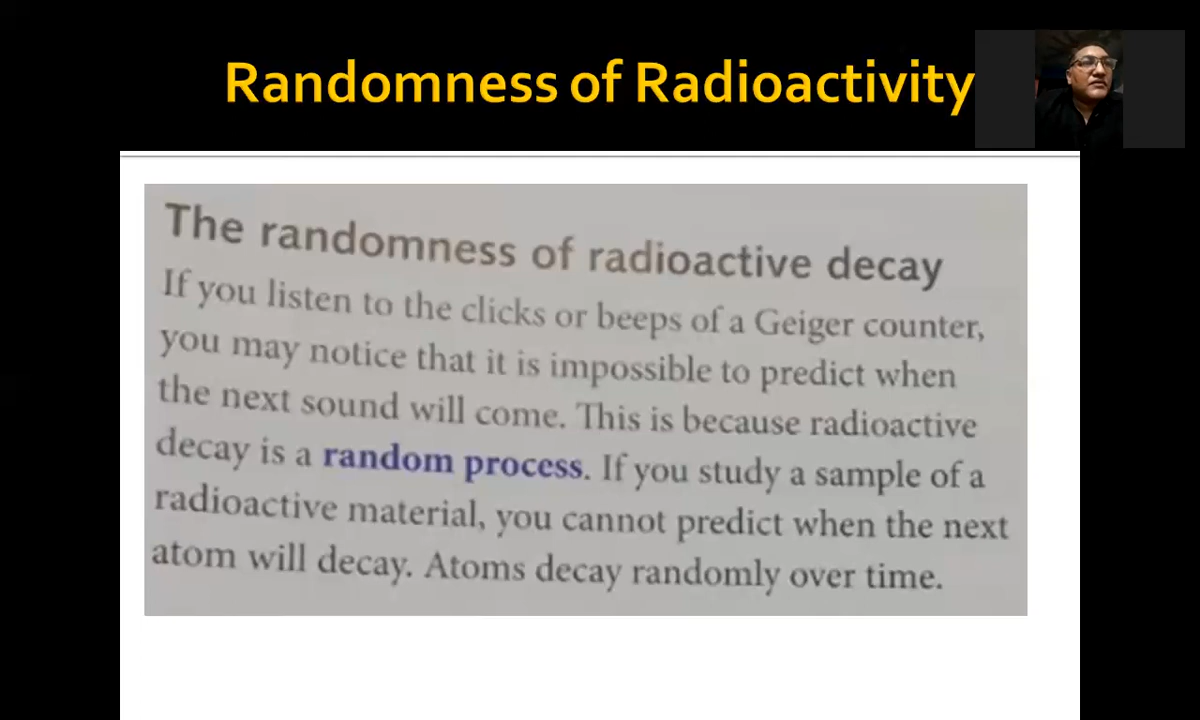 Randomness of Radioactivity
The randomness of radioactive decay
If you listen to the clicks or beeps of a Geiger counter,
you may notice that it is impossible to predict when
the next sound will come. This is because radioactive
decay is a random process. If you study a sample of a
radioactive material, you cannot predict when the next
atom will decay. Atoms decay randomly over time.